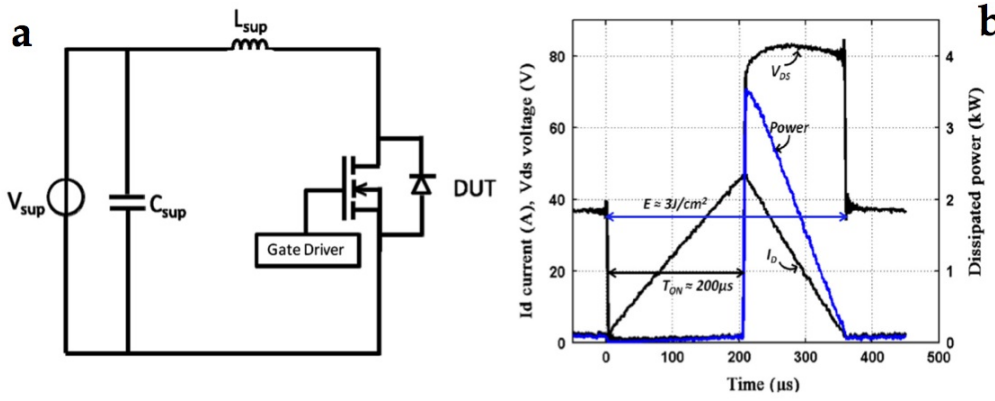 a
L_sup
V_sup
C_sup
DUT
Gate Driver
b
Id current (A), Vds voltage (V)
80
60
40
20
0
V_DS
Power
E ≈ 3J/cm²
I_D
T_ON ≈ 200µs
4
3
2
1
0
Dissipated power (kW)
0 100 200 300 400 500
Time (µs)